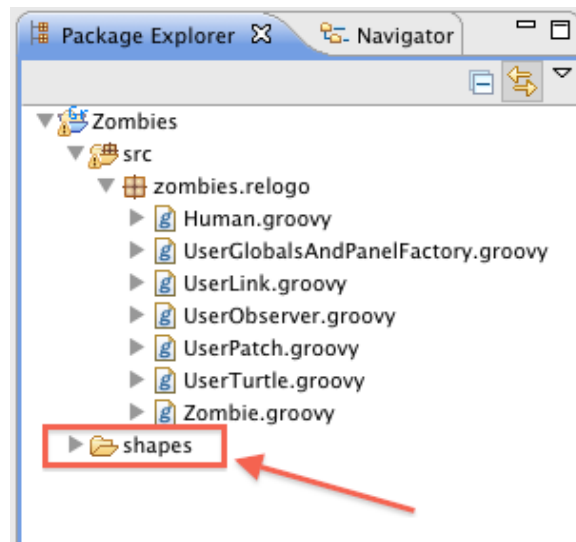 Package Explorer Navigator
Zombies
src
zombies.relogo
Human.groovy
UserGlobalsAndPanelFactory.groovy
UserLink.groovy
UserObserver.groovy
UserPatch.groovy
UserTurtle.groovy
Zombie.groovy
shapes